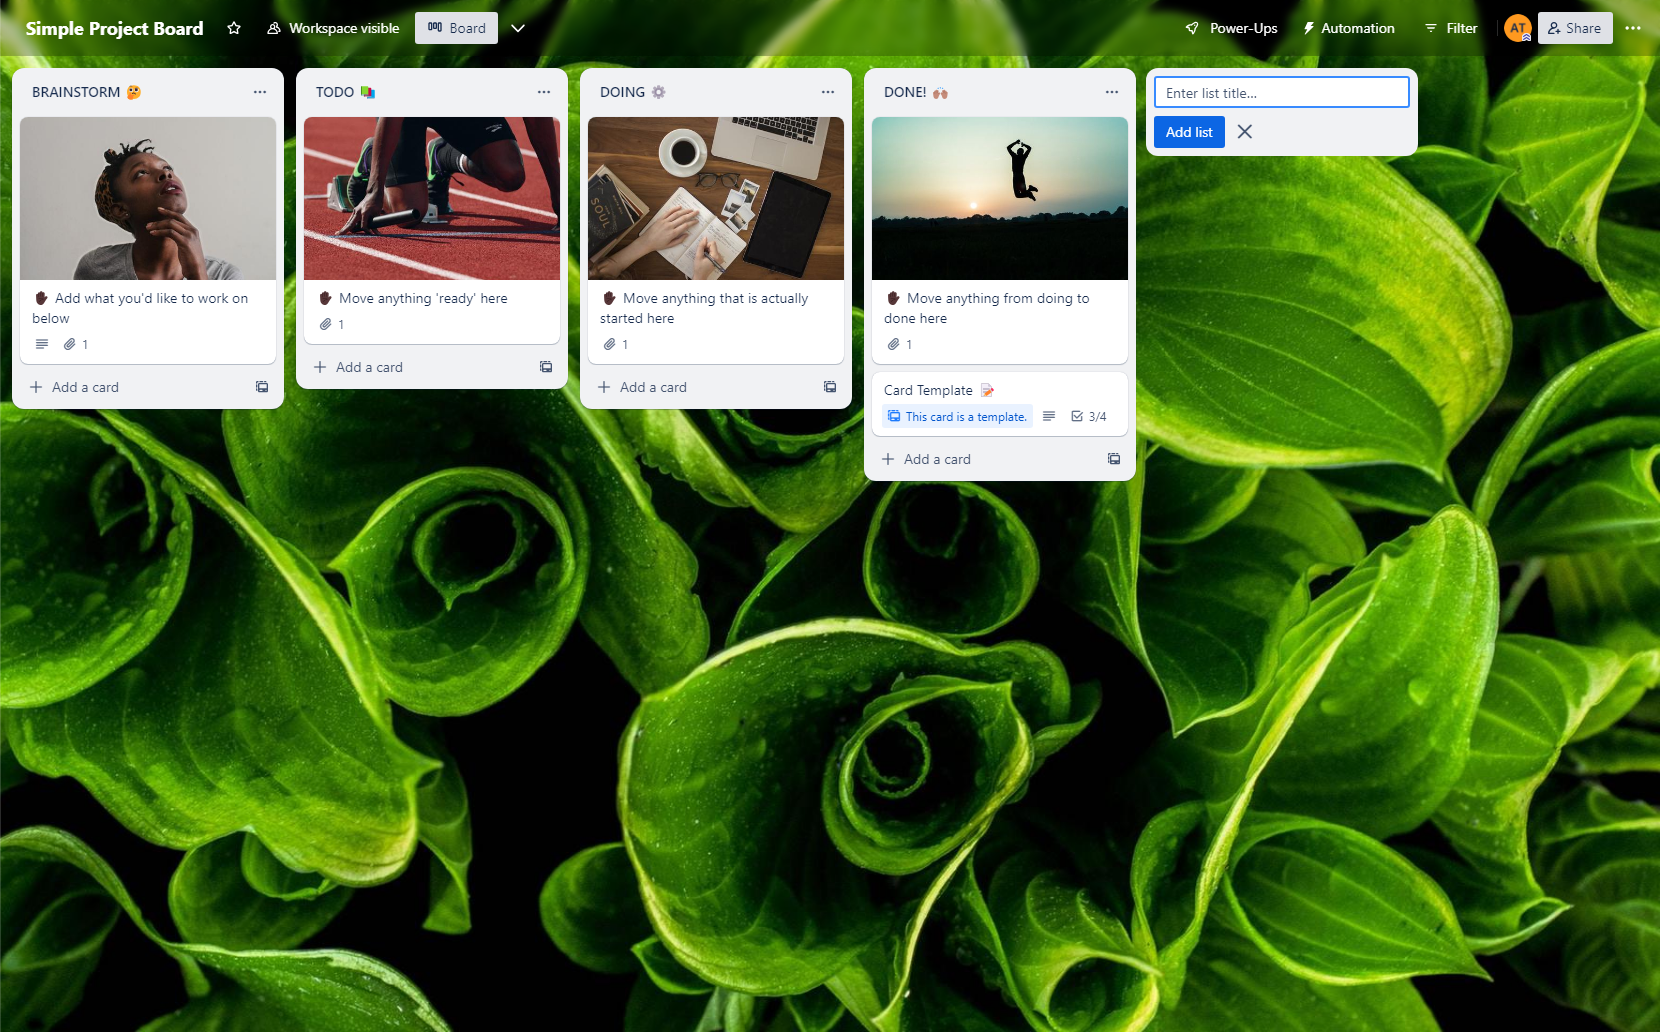 Simple Project Board
Workspace visible
Board
Power-Ups
Automation
Filter
AT
Share
BRAINSTORM 🤔
Add what you'd like to work on
below
1
Add a card
TODO
Move anything 'ready' here
1
Add a card
DOING ⚙️
SOUL
Move anything that is actually
started here
1
Add a card
DONE! 🙌🏽
Move anything from doing to
done here
1
Card Template 📝
This card is a template.
3/4
Add a card
Enter list title...
Add list